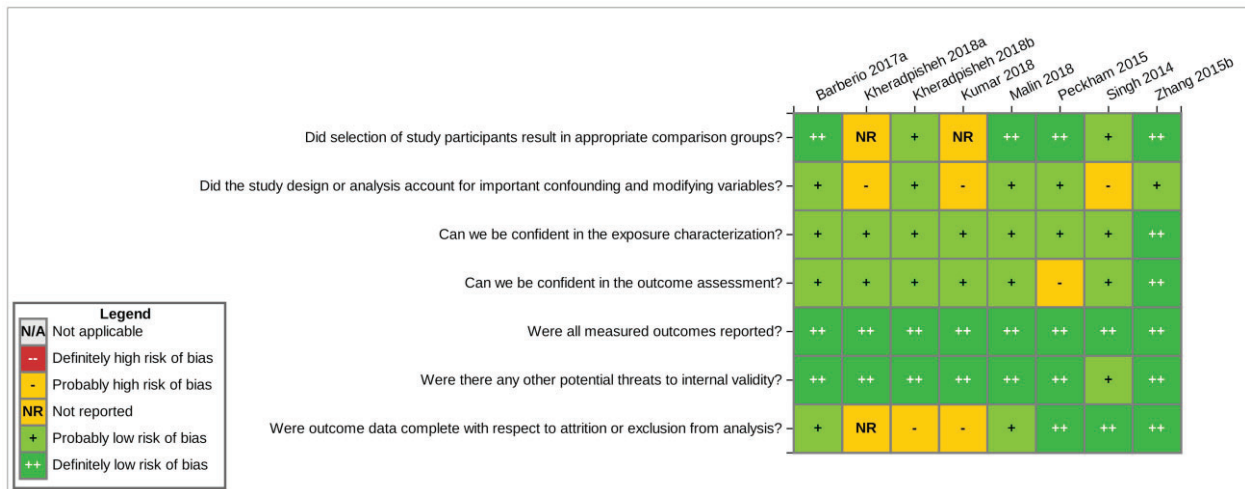 Barberio 2017a
Kheradpisheh 2018a
Kheradpisheh 2018b
Kumar 2018
Malin 2018
Peckham 2015
Singh 2014
Zhang 2015b
Did selection of study participants result in appropriate comparison groups? ++ NR + NR ++ ++ + ++
Did the study design or analysis account for important confounding and modifying variables? + - + - + + - +
Can we be confident in the exposure characterization? + + + + + + + ++
Can we be confident in the outcome assessment? + + + + + - + ++
Were all measured outcomes reported? ++ ++ ++ ++ ++ ++ ++ ++
Were there any other potential threats to internal validity? ++ ++ ++ ++ ++ ++ + ++
Were outcome data complete with respect to attrition or exclusion from analysis? + NR - - + ++ ++ ++
Legend
N/A Not applicable
-- Definitely high risk of bias
- Probably high risk of bias
NR Not reported
+ Probably low risk of bias
++ Definitely low risk of bias